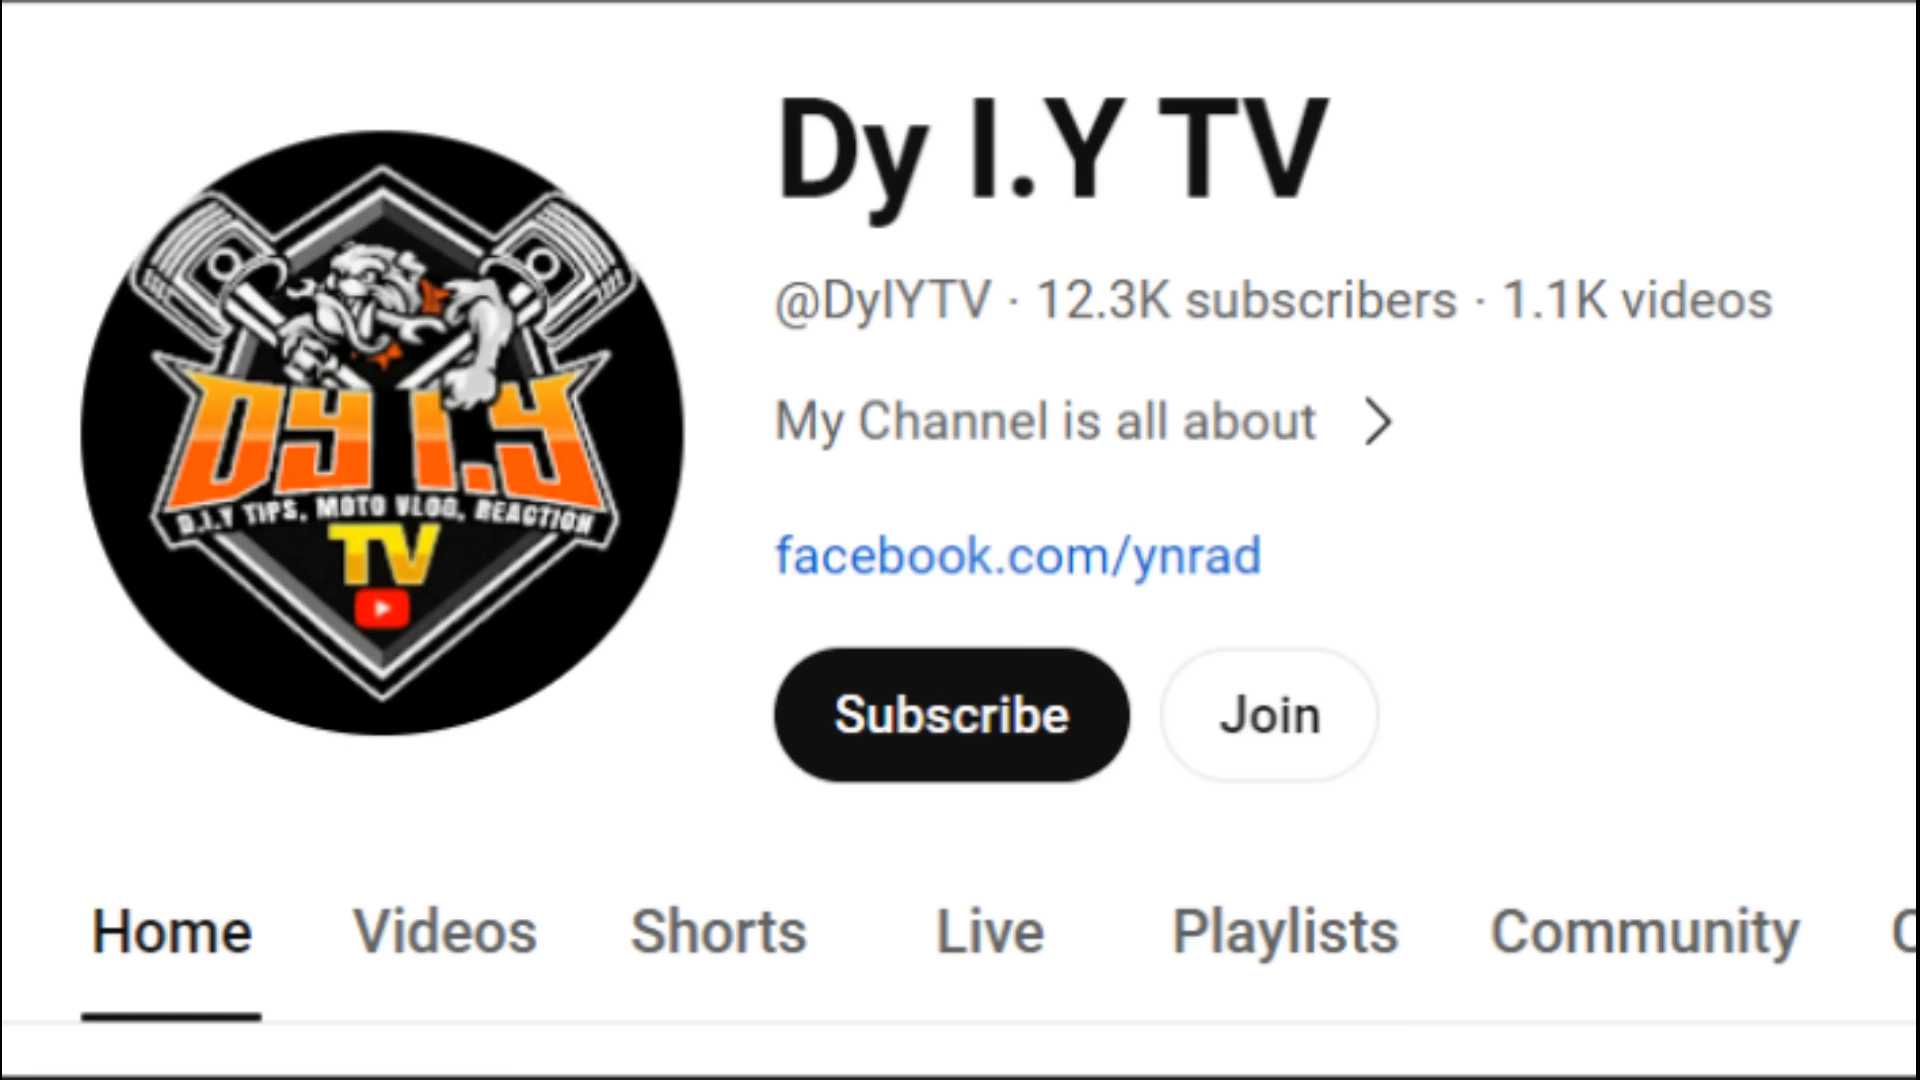 Dy I.Y TV
@DyIYTV · 12.3K subscribers · 1.1K videos
My Channel is all about
facebook.com/ynrad
Subscribe Join
DY I.Y
D.I.Y TIPS, MOTO VLOG, REACTION
TV
Home Videos Shorts Live Playlists Community